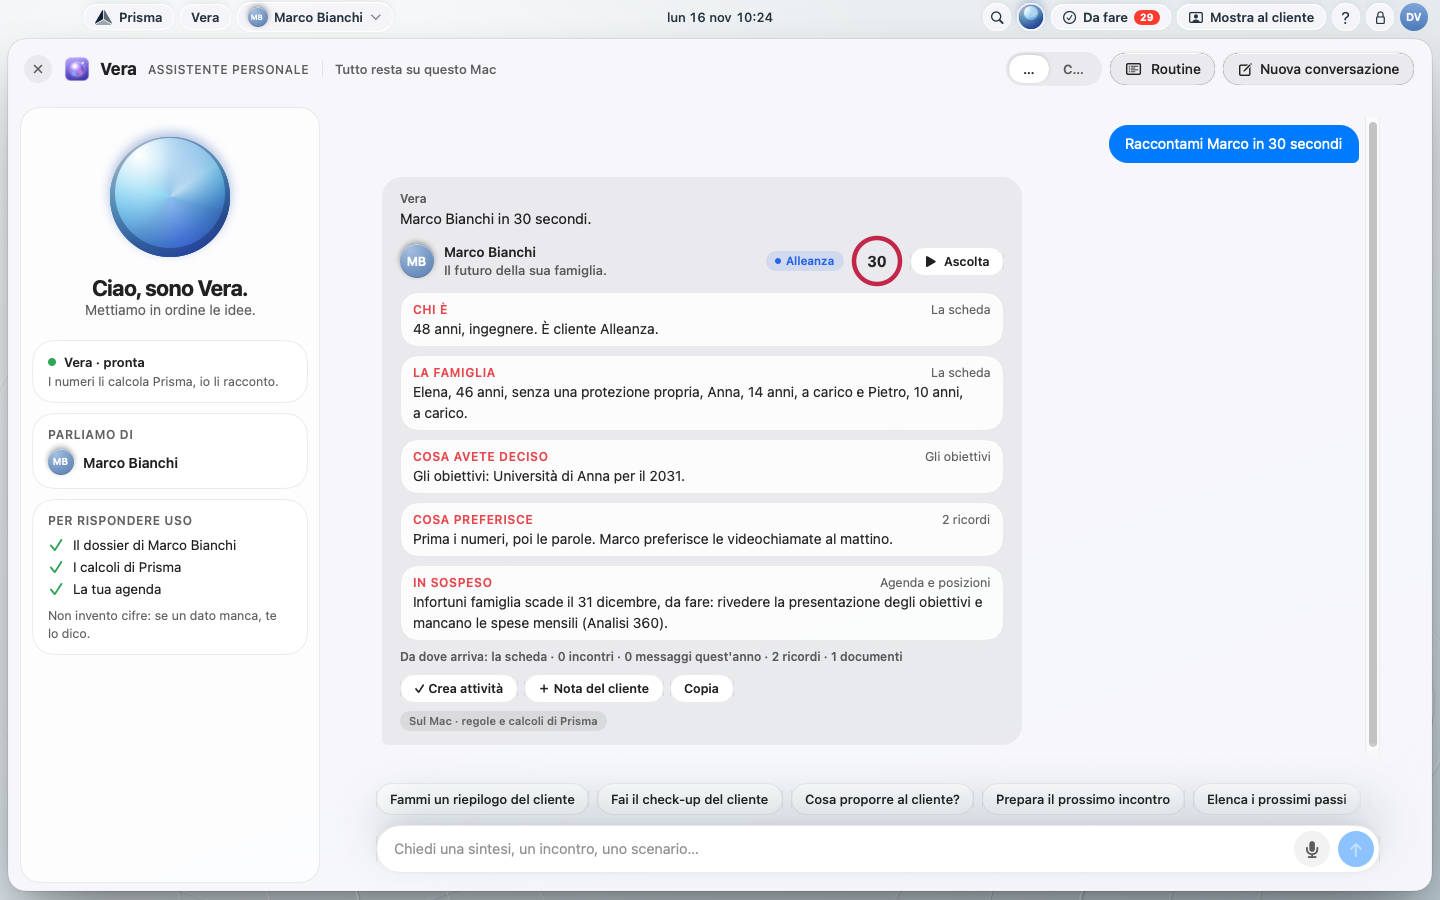 Prisma
Vera
MB Marco Bianchi
lun 16 nov 10:24
Da fare 29
Mostra al cliente
?
DV
Vera ASSISTENTE PERSONALE
Tutto resta su questo Mac
...
C...
Routine
Nuova conversazione
Ciao, sono Vera.
Mettiamo in ordine le idee.
Vera · pronta
I numeri li calcola Prisma, io li racconto.
PARLIAMO DI
MB Marco Bianchi
PER RISPONDERE USO
Il dossier di Marco Bianchi
I calcoli di Prisma
La tua agenda
Non invento cifre: se un dato manca, te
lo dico.
Raccontami Marco in 30 secondi
Vera
Marco Bianchi in 30 secondi.
MB
Marco Bianchi
Il futuro della sua famiglia.
Alleanza
30
Ascolta
CHI È
La scheda
48 anni, ingegnere. È cliente Alleanza.
LA FAMIGLIA
La scheda
Elena, 46 anni, senza una protezione propria, Anna, 14 anni, a carico e Pietro, 10 anni,
a carico.
COSA AVETE DECISO
Gli obiettivi
Gli obiettivi: Università di Anna per il 2031.
COSA PREFERISCE
2 ricordi
Prima i numeri, poi le parole. Marco preferisce le videochiamate al mattino.
IN SOSPESO
Agenda e posizioni
Infortuni famiglia scade il 31 dicembre, da fare: rivedere la presentazione degli obiettivi e
mancano le spese mensili (Analisi 360).
Da dove arriva: la scheda · 0 incontri · 0 messaggi quest'anno · 2 ricordi · 1 documenti
Crea attività
Nota del cliente
Copia
Sul Mac · regole e calcoli di Prisma
Fammi un riepilogo del cliente
Fai il check-up del cliente
Cosa proporre al cliente?
Prepara il prossimo incontro
Elenca i prossimi passi
Chiedi una sintesi, un incontro, uno scenario...